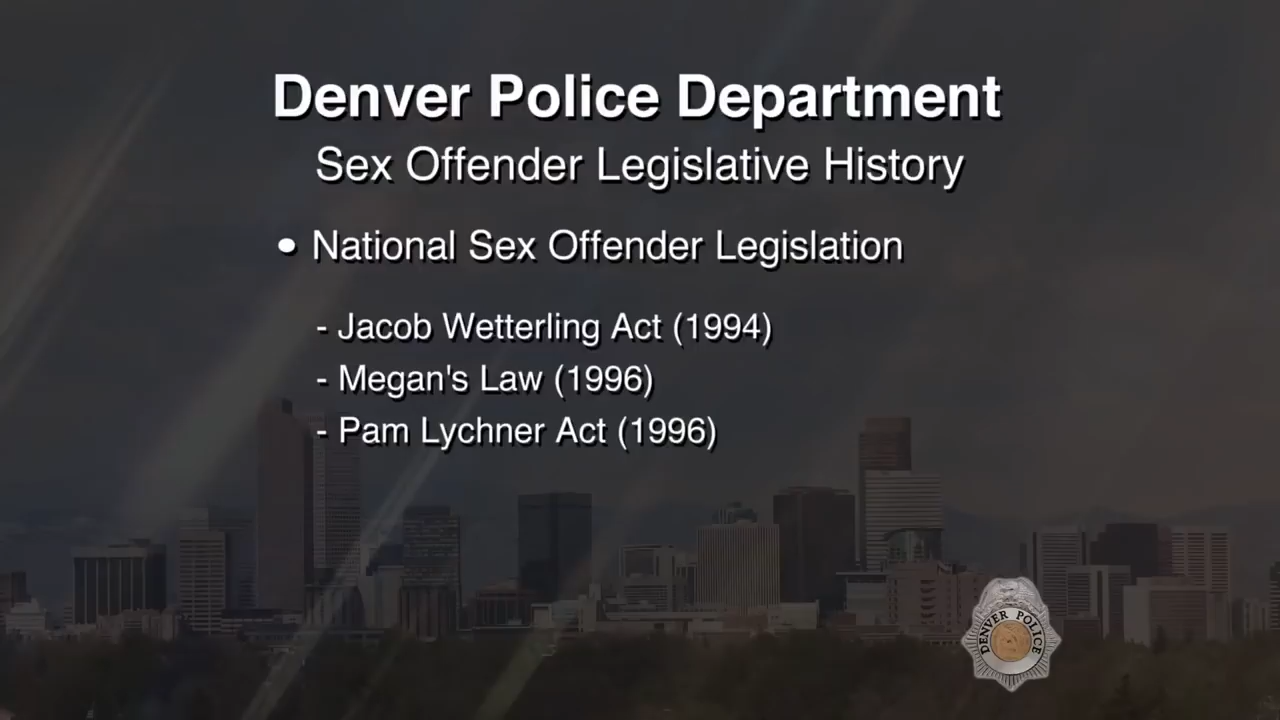 Denver Police Department
Sex Offender Legislative History
• National Sex Offender Legislation
- Jacob Wetterling Act (1994)
- Megan's Law (1996)
- Pam Lychner Act (1996)
DENVER POLICE